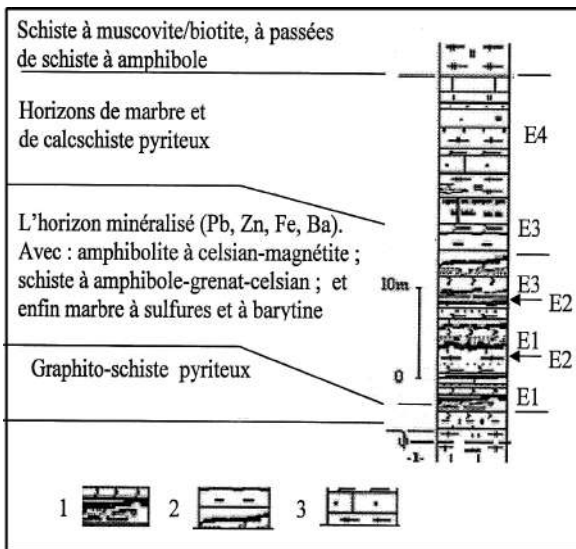 Schiste à muscovite/biotite, à passées
de schiste à amphibole
Horizons de marbre et
de calcschiste pyriteux
E4
L'horizon minéralisé (Pb, Zn, Fe, Ba).
Avec : amphibolite à celsian-magnétite ;
schiste à amphibole-grenat-celsian ; et
enfin marbre à sulfures et à barytine
E3
E3
10m
E2
E1
E2
0
E1
Graphito-schiste pyriteux
1
2
3